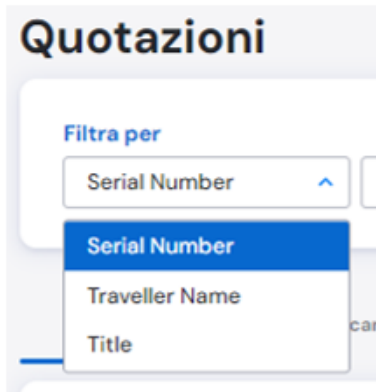 Quotazioni
Filtra per
Serial Number
Serial Number
Traveller Name
Title